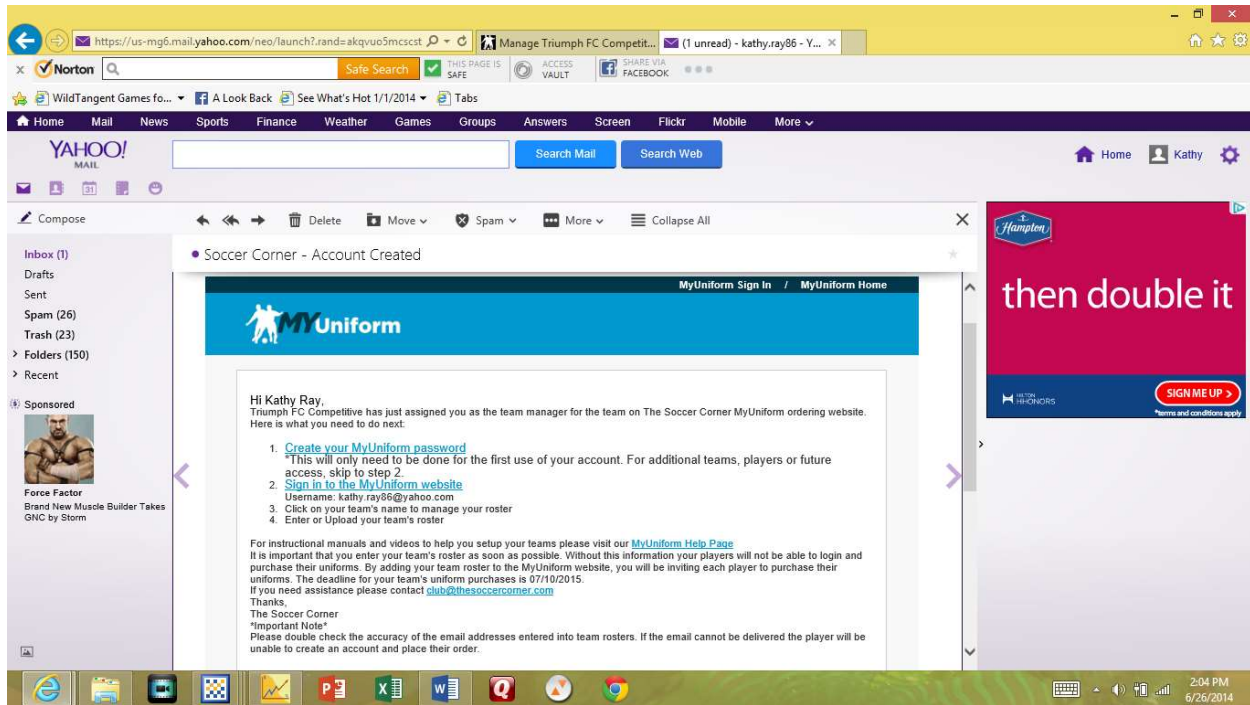 https://us-mg6.mail.yahoo.com/neo/launch?.rand=akqvuo5mcscst
Manage Triumph FC Competit...
(1 unread) - kathy.ray86 - Y...
Norton
Safe Search
THIS PAGE IS SAFE
ACCESS VAULT
SHARE VIA FACEBOOK
WildTangent Games fo...
A Look Back
See What's Hot 1/1/2014
Tabs
Home Mail News Sports Finance Weather Games Groups Answers Screen Flickr Mobile More
YAHOO!
MAIL
Search Mail
Search Web
Home
Kathy
31
Compose
Delete Move Spam More Collapse All
Inbox (1)
Drafts
Sent
Spam (26)
Trash (23)
Folders (150)
Recent
Sponsored
Force Factor
Brand New Muscle Builder Takes
GNC by Storm
Soccer Corner - Account Created
MyUniform Sign In / MyUniform Home
MYUniform
Hi Kathy Ray,
Triumph FC Competitive has just assigned you as the team manager for the team on The Soccer Corner MyUniform ordering website.
Here is what you need to do next:
1. Create your MyUniform password
*This will only need to be done for the first use of your account. For additional teams, players or future
access, skip to step 2.
2. Sign in to the MyUniform website
Username: kathy.ray86@yahoo.com
3. Click on your team's name to manage your roster
4. Enter or Upload your team's roster
For instructional manuals and videos to help you setup your teams please visit our MyUniform Help Page
It is important that you enter your team's roster as soon as possible. Without this information your players will not be able to login and
purchase their uniforms. By adding your team roster to the MyUniform website, you will be inviting each player to purchase their
uniforms. The deadline for your team's uniform purchases is 07/10/2015.
If you need assistance please contact club@thesoccercorner.com
Thanks,
The Soccer Corner
*Important Note*
Please double check the accuracy of the email addresses entered into team rosters. If the email cannot be delivered the player will be
unable to create an account and place their order.
Hampton
then double it
HILTON
HHONORS
SIGN ME UP >
*terms and conditions apply
2:04 PM
6/26/2014